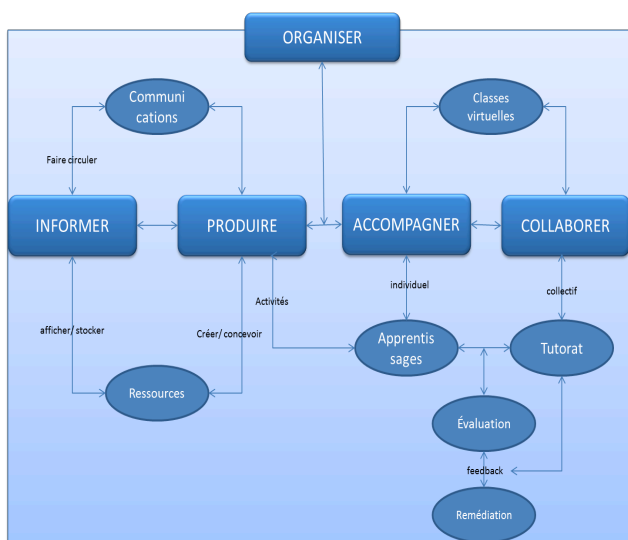 ORGANISER
Communi
cations
Classes
virtuelles
Faire circuler
INFORMER
PRODUIRE
ACCOMPAGNER
COLLABORER
individuel
collectif
Activités
afficher/ stocker
Créer/ concevoir
Apprentis
sages
Tutorat
Ressources
Évaluation
feedback
Remédiation